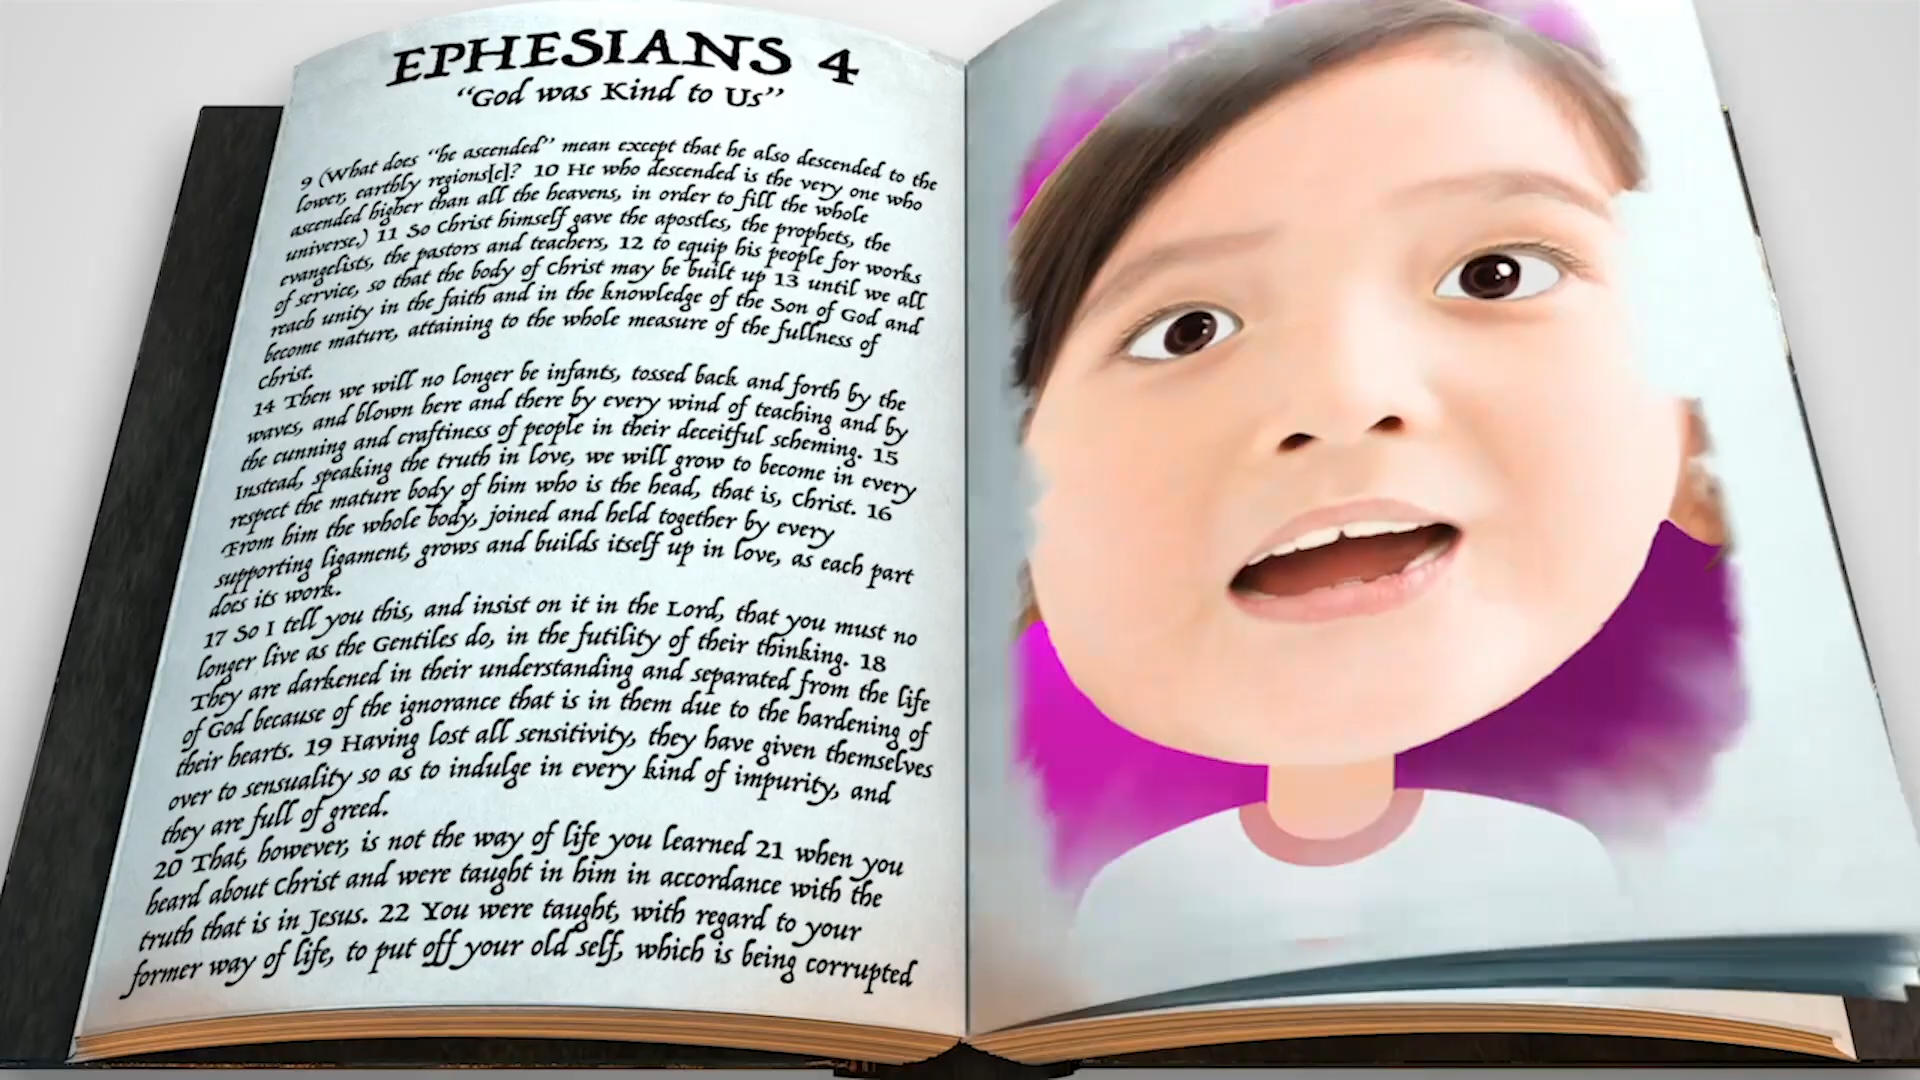 EPHESIANS 4
“God was Kind to Us”
9 (What does “he ascended” mean except that he also descended to the
lower, earthly regions[c]? 10 He who descended is the very one who
ascended higher than all the heavens, in order to fill the whole
universe.) 11 So Christ himself gave the apostles, the prophets, the
evangelists, the pastors and teachers, 12 to equip his people for works
of service, so that the body of Christ may be built up 13 until we all
reach unity in the faith and in the knowledge of the Son of God and
become mature, attaining to the whole measure of the fullness of
Christ.
14 Then we will no longer be infants, tossed back and forth by the
waves, and blown here and there by every wind of teaching and by
the cunning and craftiness of people in their deceitful scheming. 15
Instead, speaking the truth in love, we will grow to become in every
respect the mature body of him who is the head, that is, Christ. 16
From him the whole body, joined and held together by every
supporting ligament, grows and builds itself up in love, as each part
does its work.
17 So I tell you this, and insist on it in the Lord, that you must no
longer live as the Gentiles do, in the futility of their thinking. 18
They are darkened in their understanding and separated from the life
of God because of the ignorance that is in them due to the hardening of
their hearts. 19 Having lost all sensitivity, they have given themselves
over to sensuality so as to indulge in every kind of impurity, and
they are full of greed.
20 That, however, is not the way of life you learned 21 when you
heard about Christ and were taught in him in accordance with the
truth that is in Jesus. 22 You were taught, with regard to your
former way of life, to put off your old self, which is being corrupted